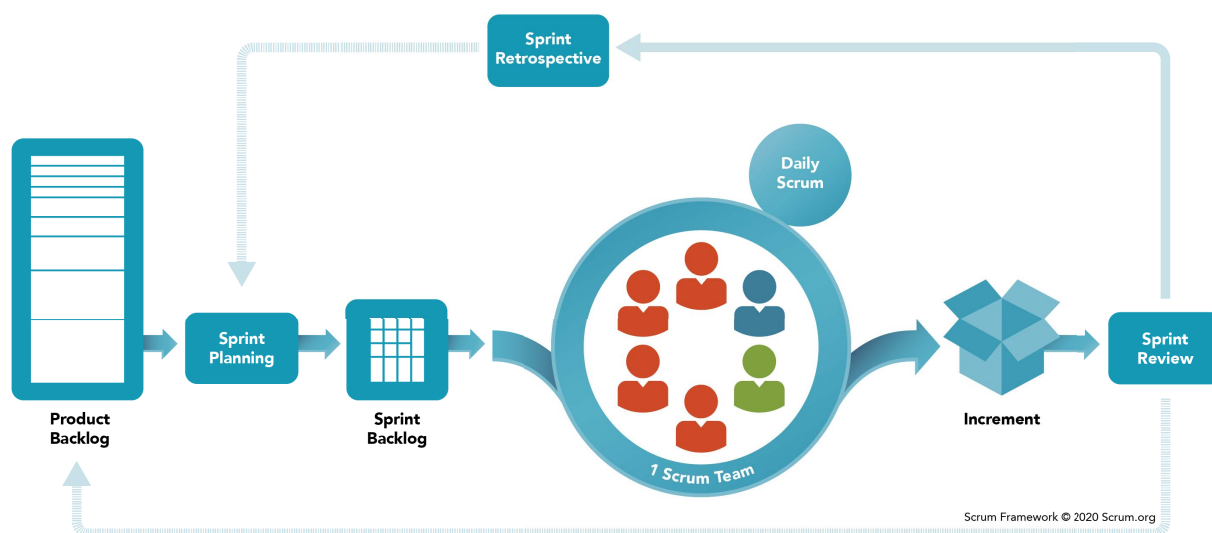 Sprint
Retrospective
Daily
Scrum
Sprint
Planning
Sprint
Review
Product
Backlog
Sprint
Backlog
Increment
1 Scrum Team
Scrum Framework © 2020 Scrum.org